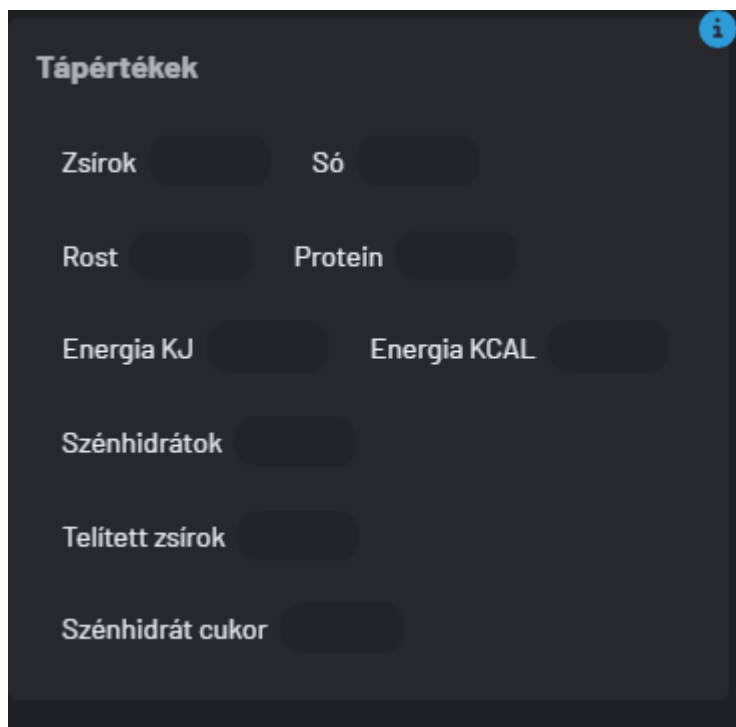 Tápértékek
Zsírok Só
Rost Protein
Energia KJ Energia KCAL
Szénhidrátok
Telített zsírok
Szénhidrát cukor